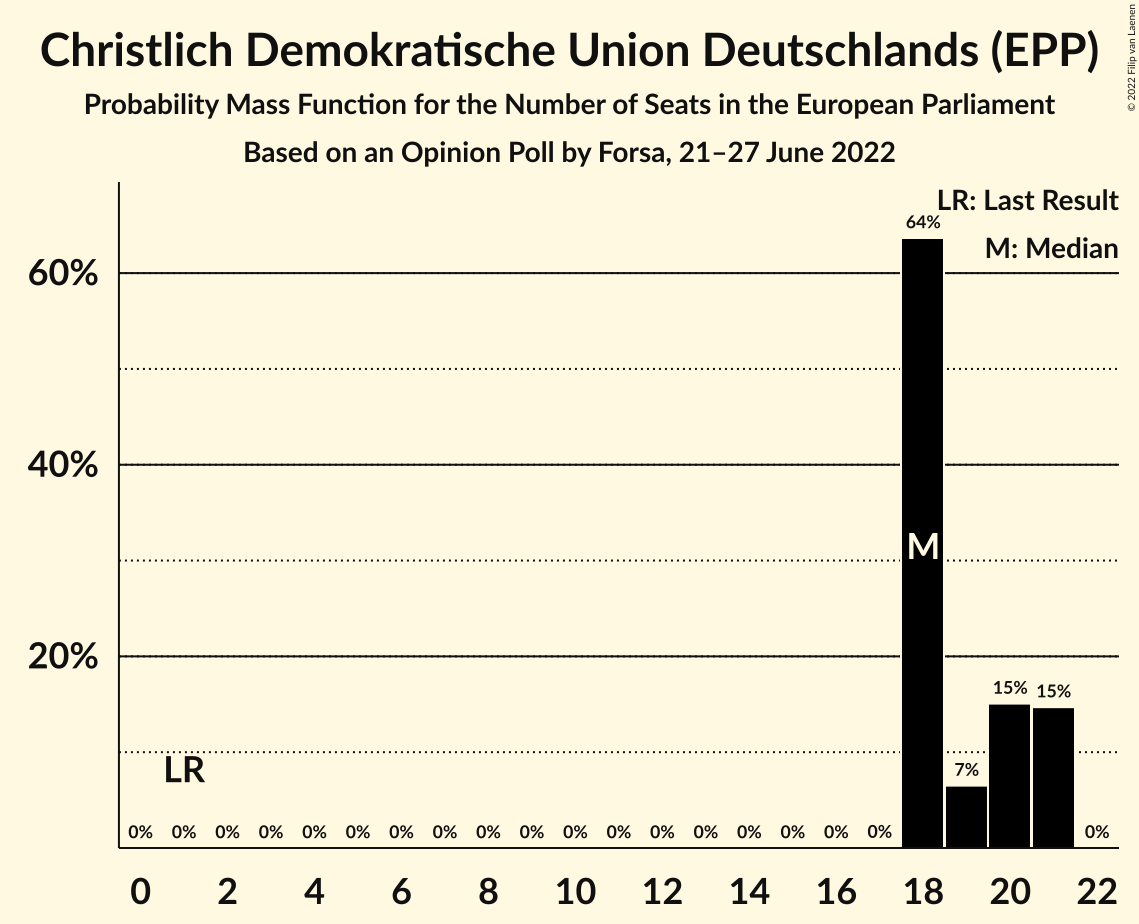 Christlich Demokratische Union Deutschlands (EPP)
Probability Mass Function for the Number of Seats in the European Parliament
Based on an Opinion Poll by Forsa, 21–27 June 2022
© 2022 Filip van Laenen
LR: Last Result
M: Median
64%
60%
40%
M
20%
15% 15%
7%
LR
0% 0% 0% 0% 0% 0% 0% 0% 0% 0% 0% 0% 0% 0% 0% 0% 0% 0% 0%
0 2 4 6 8 10 12 14 16 18 20 22